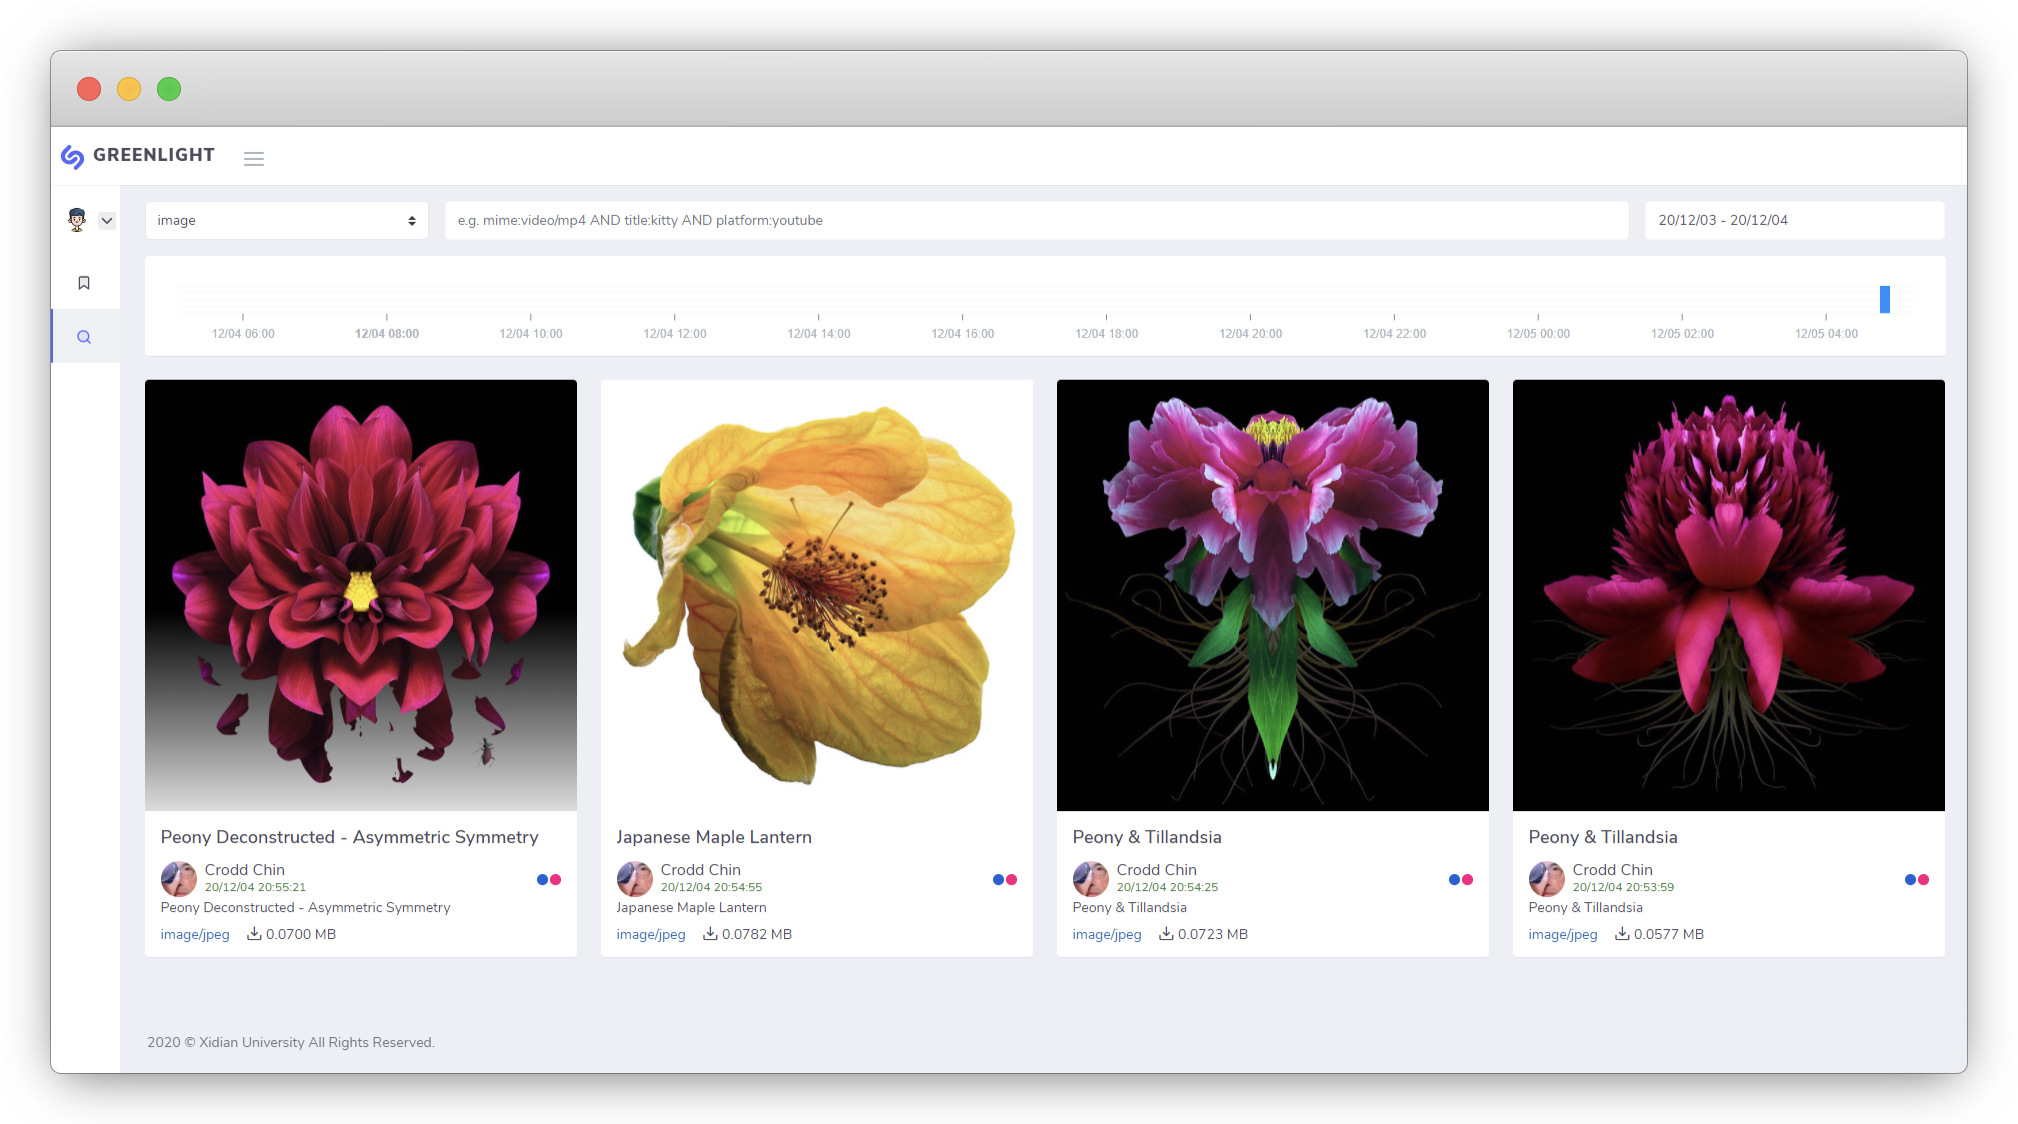 GREENLIGHT
image
e.g. mime:video/mp4 AND title:kitty AND platform:youtube
20/12/03 - 20/12/04
12/04 06:00 12/04 08:00 12/04 10:00 12/04 12:00 12/04 14:00 12/04 16:00 12/04 18:00 12/04 20:00 12/04 22:00 12/05 00:00 12/05 02:00 12/05 04:00
Peony Deconstructed - Asymmetric Symmetry
Crodd Chin
20/12/04 20:55:21
Peony Deconstructed - Asymmetric Symmetry
image/jpeg 0.0700 MB
Japanese Maple Lantern
Crodd Chin
20/12/04 20:54:55
Japanese Maple Lantern
image/jpeg 0.0782 MB
Peony & Tillandsia
Crodd Chin
20/12/04 20:54:25
Peony & Tillandsia
image/jpeg 0.0723 MB
Peony & Tillandsia
Crodd Chin
20/12/04 20:53:59
Peony & Tillandsia
image/jpeg 0.0577 MB
2020 © Xidian University All Rights Reserved.